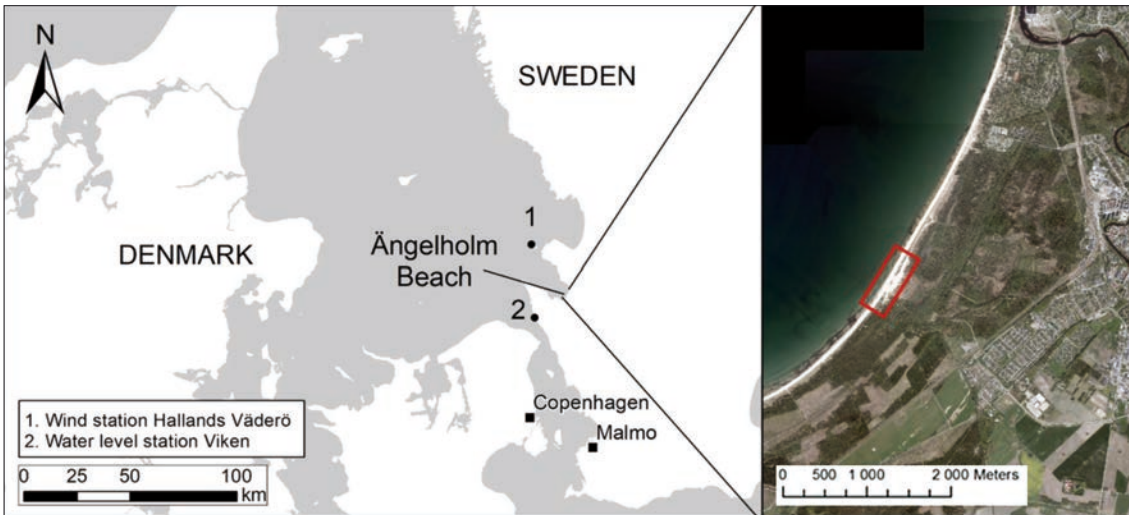 N
SWEDEN
DENMARK
1
Ängelholm
Beach
2
Copenhagen
Malmo
1. Wind station Hallands Väderö
2. Water level station Viken
0 25 50 100
km
0 500 1 000 2 000 Meters